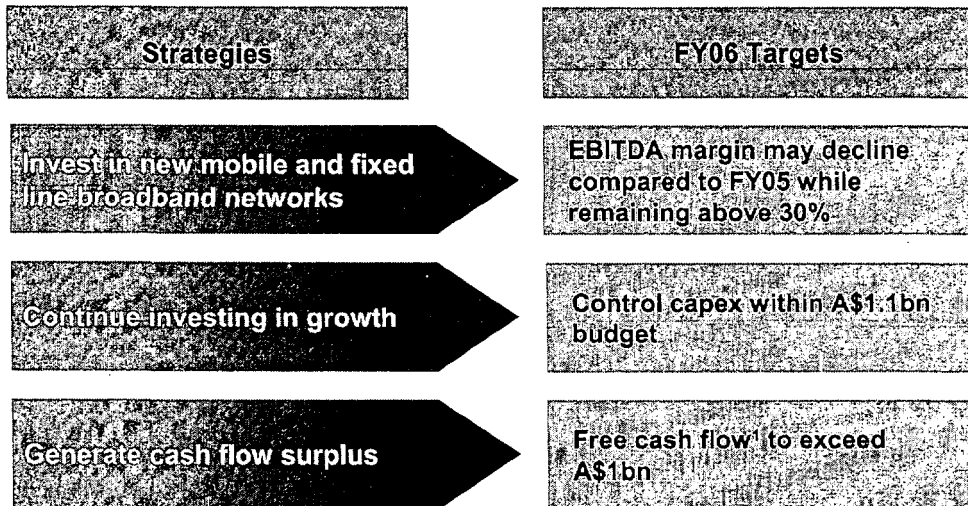 Strategies
FY06 Targets
Invest in new mobile and fixed
line broadband networks
EBITDA margin may decline
compared to FY05 while
remaining above 30%
Continue investing in growth
Control capex within A$1.1bn
budget
Generate cash flow surplus
Free cash flow¹ to exceed
A$1bn